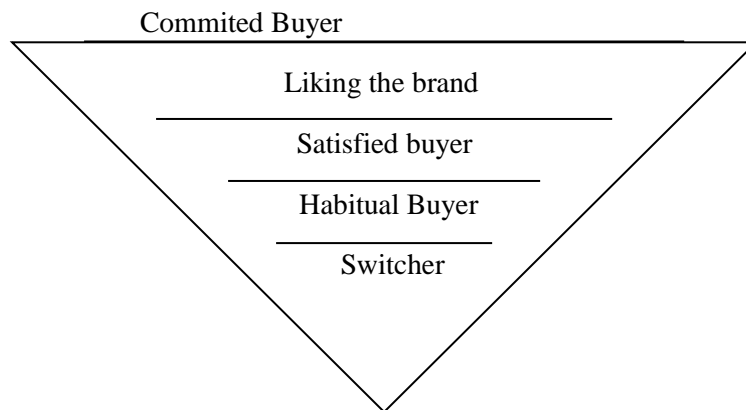 Commited Buyer
Liking the brand
Satisfied buyer
Habitual Buyer
Switcher